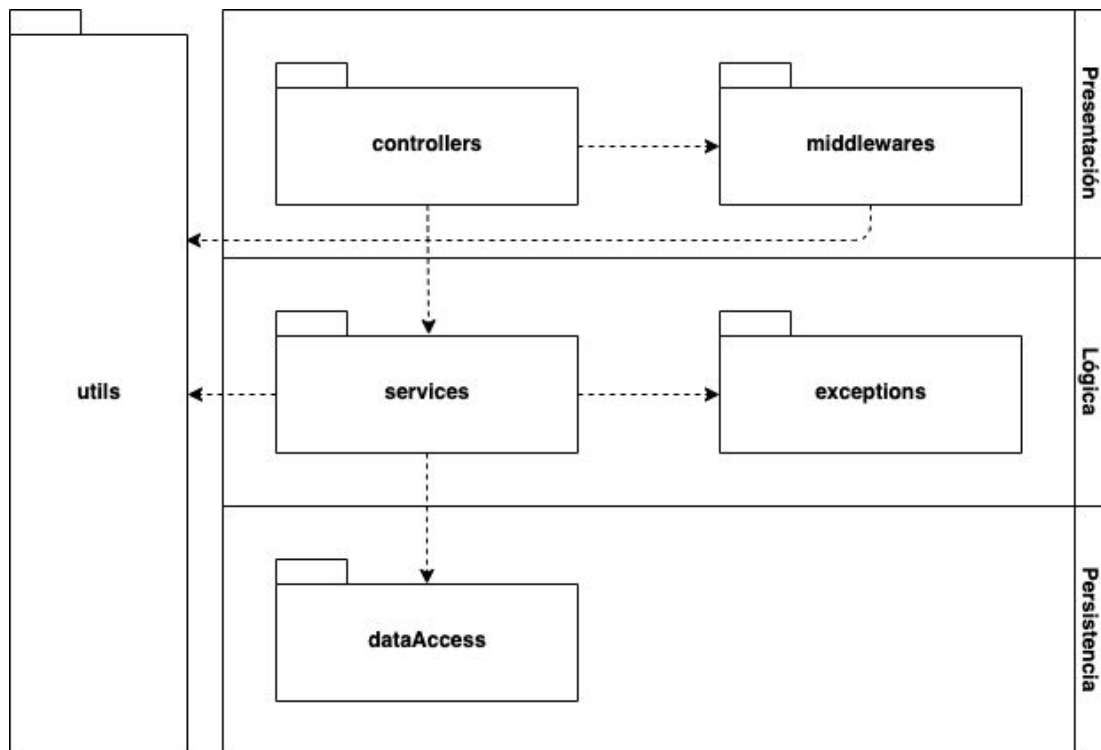 controllers
middlewares
Presentación
utils
services
exceptions
Lógica
dataAccess
Persistencia